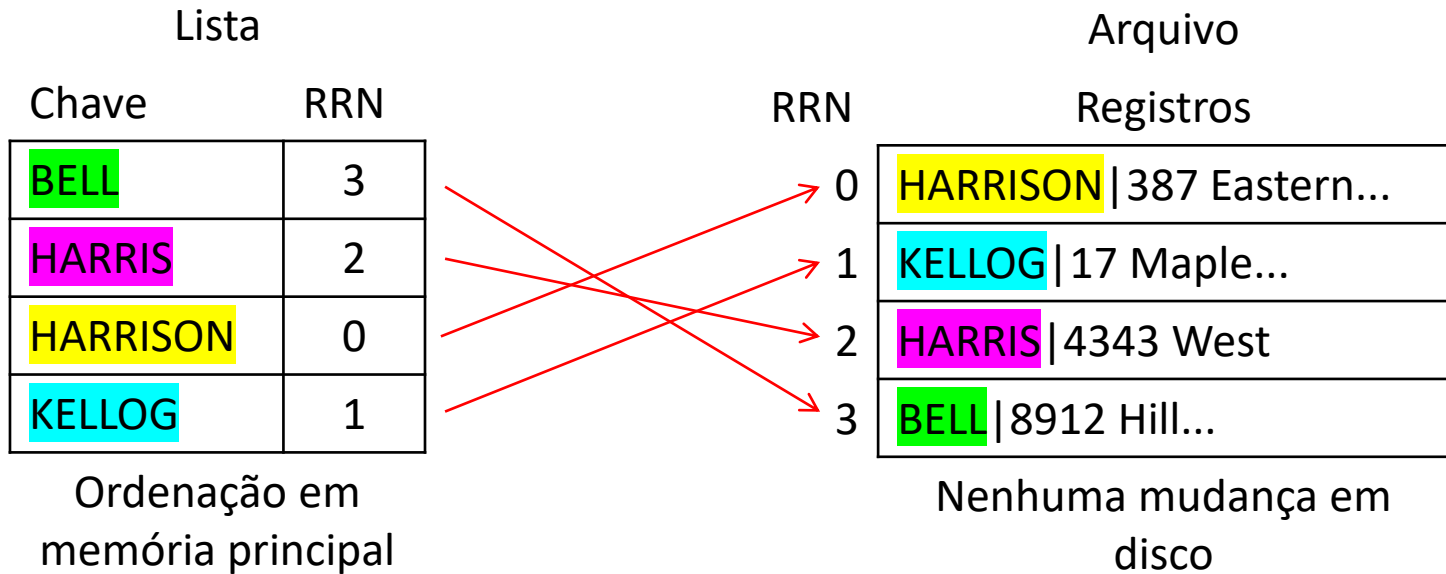 Lista
Chave RRN
BELL 3
HARRIS 2
HARRISON 0
KELLOG 1
Ordenação em
memória principal
Arquivo
RRN Registros
0 HARRISON|387 Eastern...
1 KELLOG|17 Maple...
2 HARRIS|4343 West
3 BELL|8912 Hill...
Nenhuma mudança em
disco